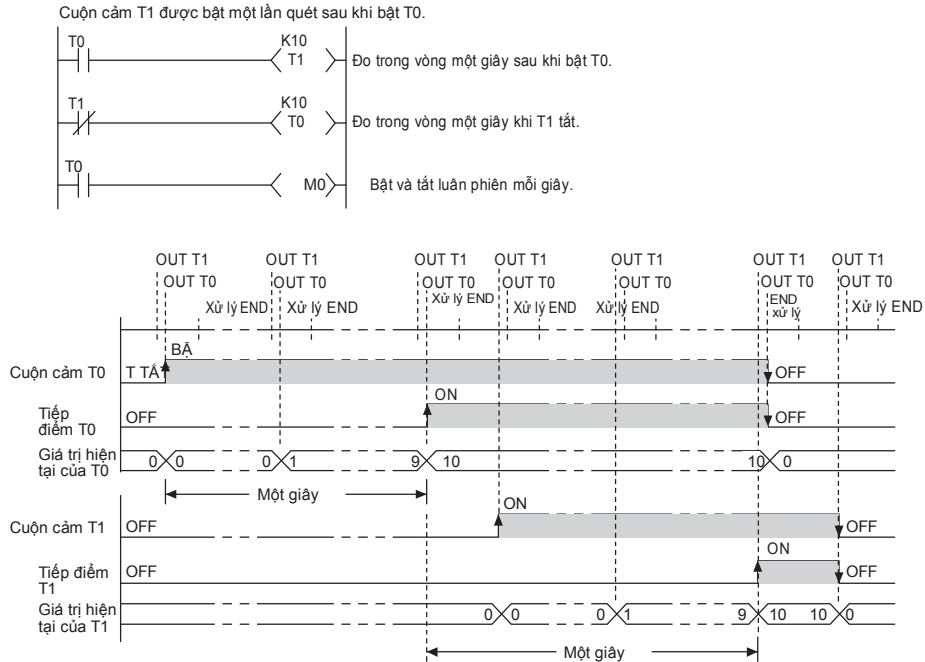 Cuộn cảm T1 được bật một lần quét sau khi bật T0.
T0
K10
T1
Đo trong vòng một giây sau khi bật T0.
T1
K10
T0
Đo trong vòng một giây khi T1 tắt.
T0
M0
Bật và tắt luân phiên mỗi giây.
OUT T1 OUT T1 OUT T1 OUT T1 OUT T1 OUT T1 OUT T1
OUT T0 OUT T0 OUT T0 OUT T0 OUT T0 OUT T0 OUT T0
Xử lý END Xử lý END Xử lý END Xử lý END Xử lý END END xử lý Xử lý END
BẬ
Cuộn cảm T0 T TẮ OFF
ON
Tiếp điểm T0 OFF OFF
Giá trị hiện tại của T0 0 0 0 1 9 10 10 0
Một giây
ON
Cuộn cảm T1 OFF OFF
ON
Tiếp điểm T1 OFF OFF
Giá trị hiện tại của T1 0 0 0 1 9 10 10 0
Một giây